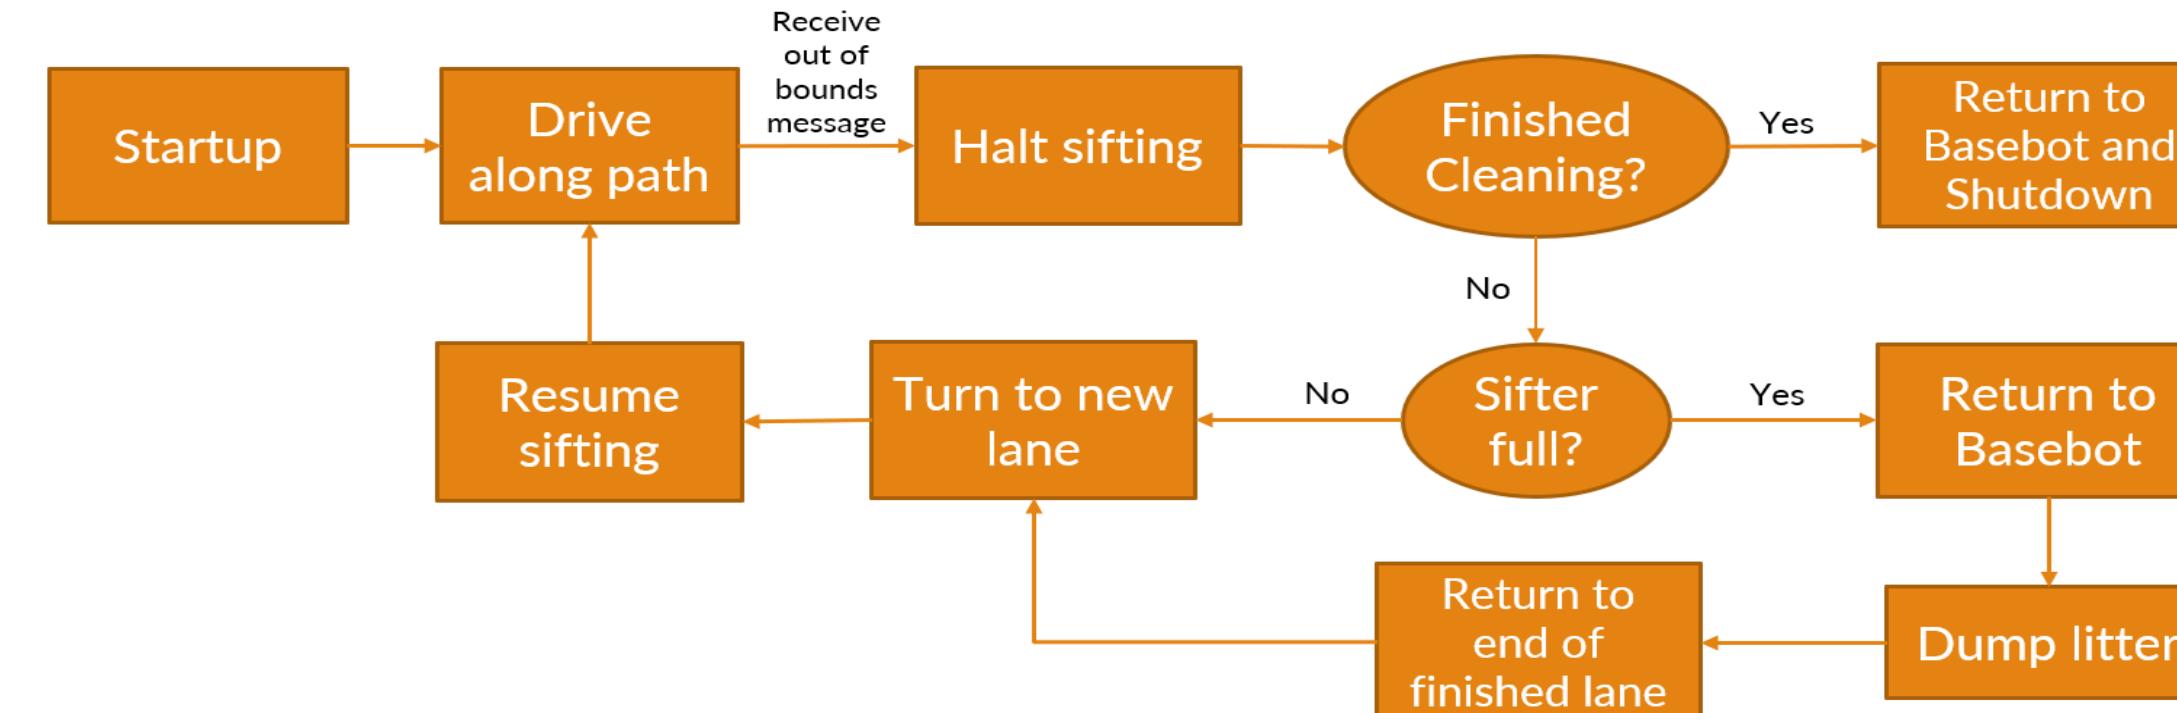 Receive
out of
bounds
message
Startup
Drive
along path
Halt sifting
Finished
Cleaning?
Yes
Return to
Basebot and
Shutdown
No
Resume
sifting
Turn to new
lane
No
Sifter
full?
Yes
Return to
Basebot
Return to
end of
finished lane
Dump litter